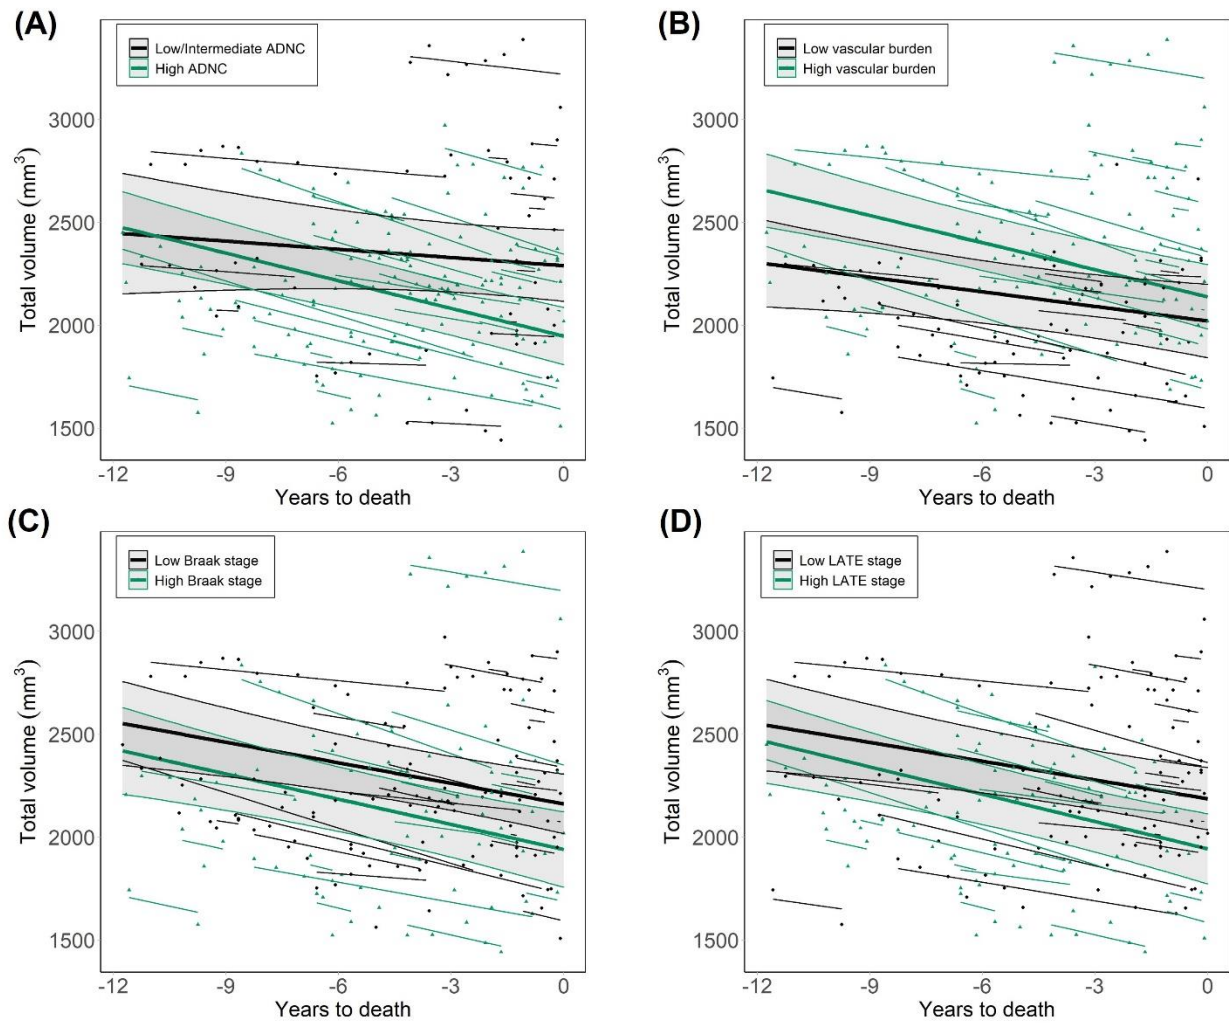 (A)
Low/Intermediate ADNC
High ADNC
Total volume (mm³)
3000
2500
2000
1500
-12 -9 -6 -3 0
Years to death
(B)
Low vascular burden
High vascular burden
Total volume (mm³)
3000
2500
2000
1500
-12 -9 -6 -3 0
Years to death
(C)
Low Braak stage
High Braak stage
Total volume (mm³)
3000
2500
2000
1500
-12 -9 -6 -3 0
Years to death
(D)
Low LATE stage
High LATE stage
Total volume (mm³)
3000
2500
2000
1500
-12 -9 -6 -3 0
Years to death